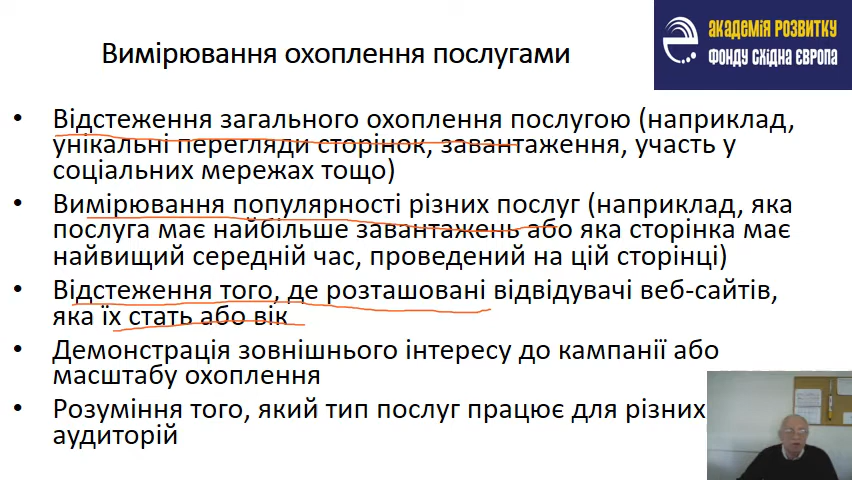 Вимірювання охоплення послугами
АКАДЕМІЯ РОЗВИТКУ
ФОНДУ СХІДНА ЄВРОПА
• Відстеження загального охоплення послугою (наприклад,
унікальні перегляди сторінок, завантаження, участь у
соціальних мережах тощо)
• Вимірювання популярності різних послуг (наприклад, яка
послуга має найбільше завантажень або яка сторінка має
найвищий середній час, проведений на цій сторінці)
• Відстеження того, де розташовані відвідувачі веб-сайтів,
яка їх стать або вік
• Демонстрація зовнішнього інтересу до кампанії або
масштабу охоплення
• Розуміння того, який тип послуг працює для різних
аудиторій